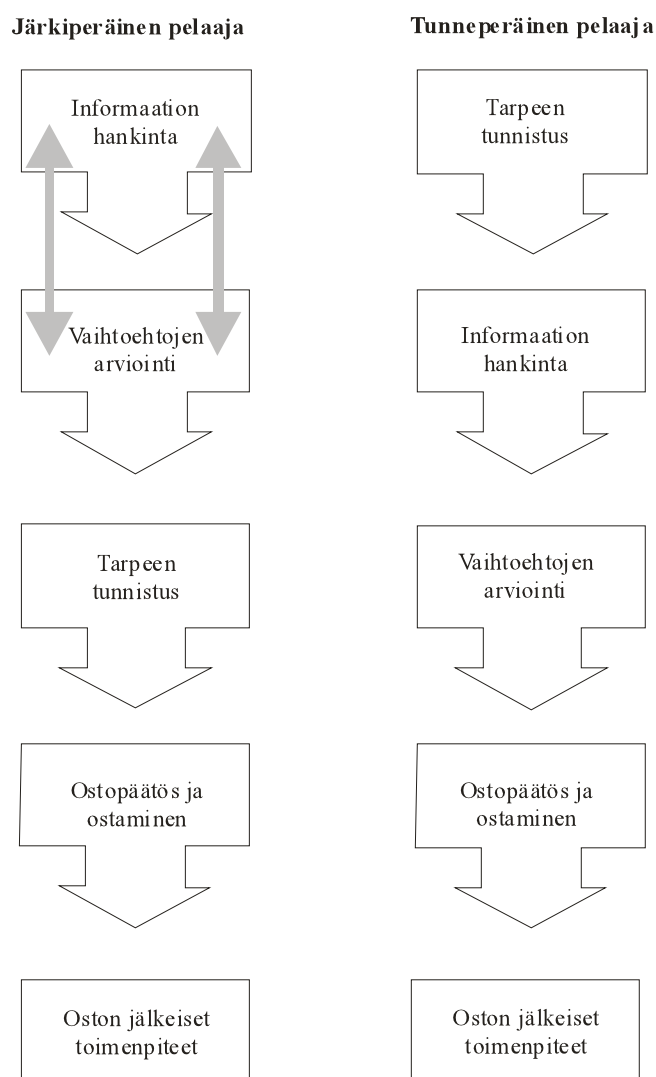 Järkiperäinen pelaaja
Informaation
hankinta
Vaihtoehtojen
arviointi
Tarpeen
tunnistus
Ostopäätös ja
ostaminen
Oston jälkeiset
toimenpiteet
Tunneperäinen pelaaja
Tarpeen
tunnistus
Informaation
hankinta
Vaihtoehtojen
arviointi
Ostopäätös ja
ostaminen
Oston jälkeiset
toimenpiteet